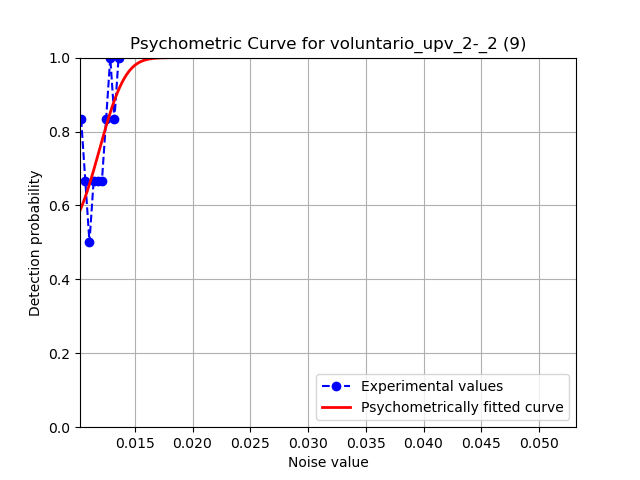 Psychometric Curve for voluntario_upv_2-_2 (9)
1.0
0.8
0.6
0.4
0.2
0.0
Detection probability
0.015 0.020 0.025 0.030 0.035 0.040 0.045 0.050
Noise value
Experimental values
Psychometrically fitted curve